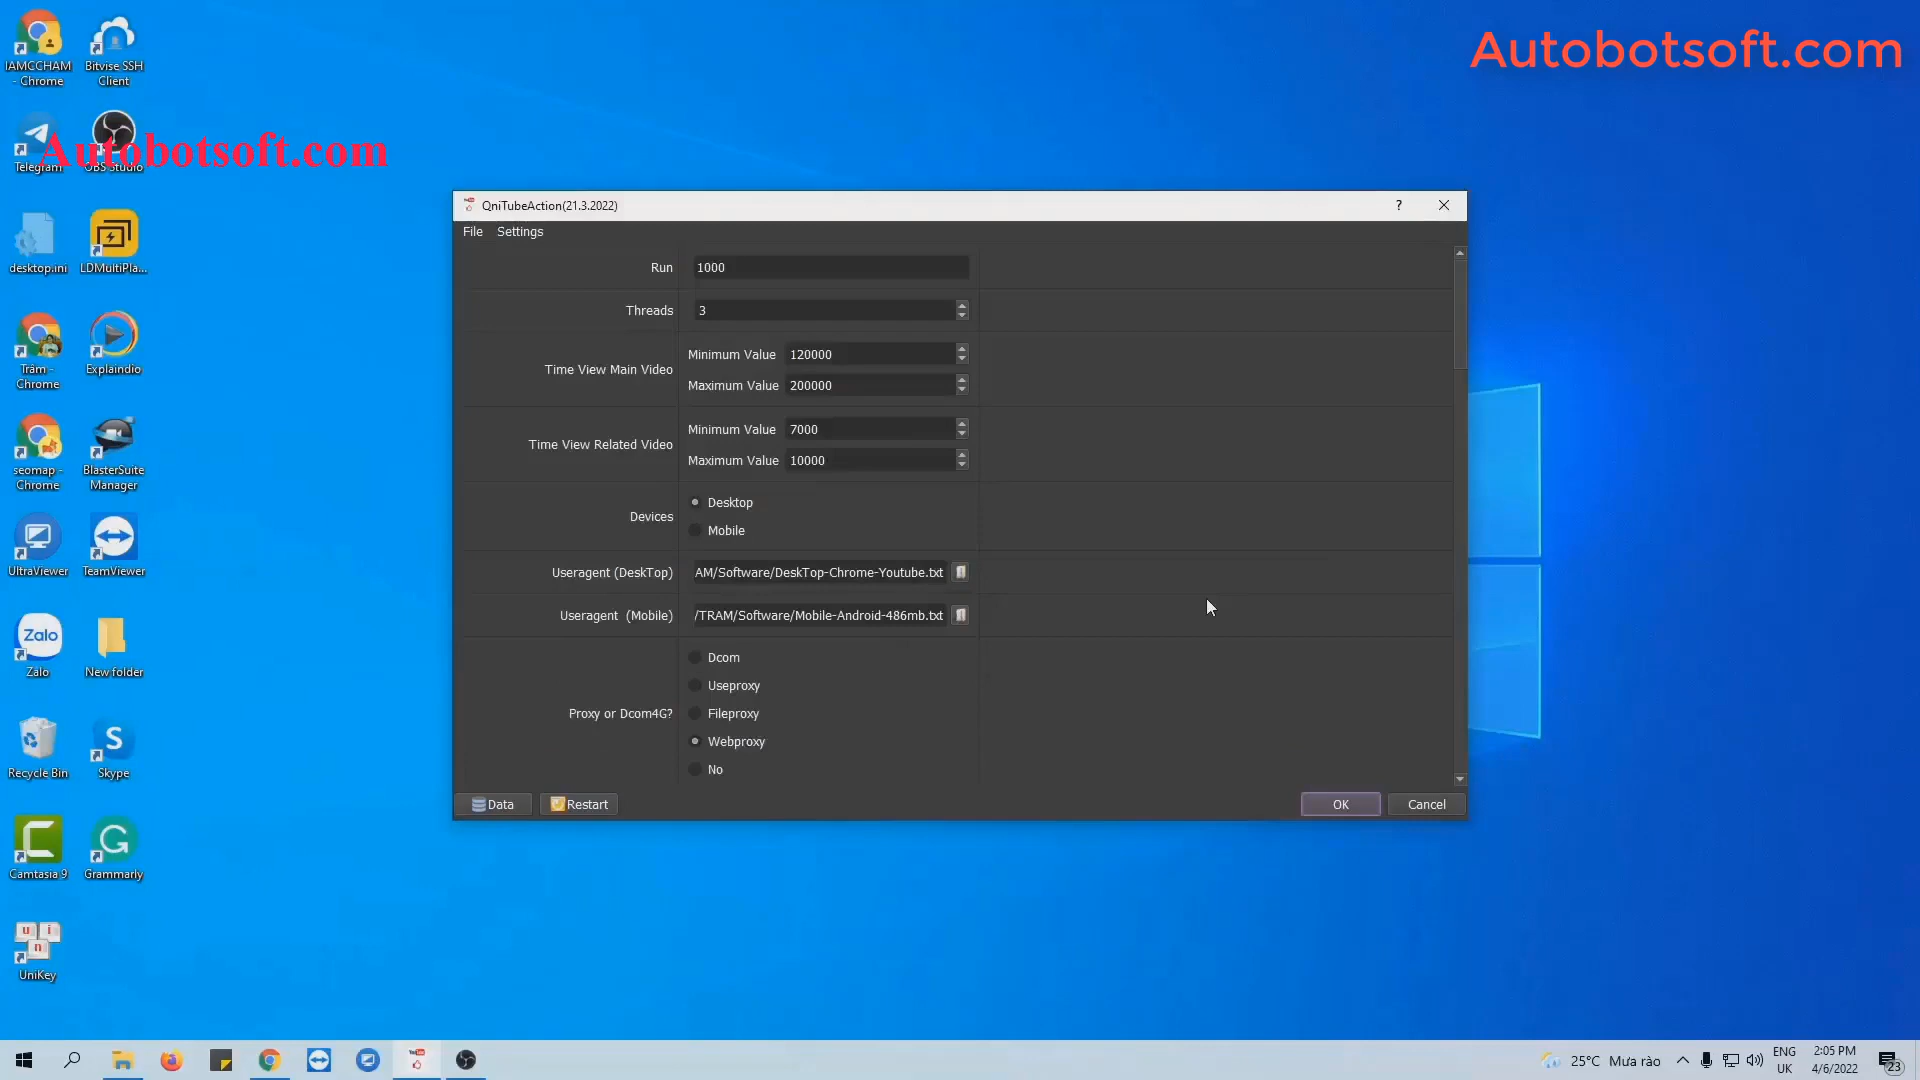 Autobotsoft.com
IAMCCHAM
- Chrome
Bitvise SSH
Client
Telegram
OBS Studio
Autobotsoft.com
desktop.ini
LDMultiPla...
Trâm -
Chrome
Explaindio
seomap -
Chrome
BlasterSuite
Manager
UltraViewer
TeamViewer
Zalo
Zalo
New folder
Recycle Bin
Skype
Camtasia 9
Grammarly
UniKey
QniTubeAction(21.3.2022)
File Settings
Run 1000
Threads 3
Time View Main Video
Minimum Value 120000
Maximum Value 200000
Time View Related Video
Minimum Value 7000
Maximum Value 10000
Devices
Desktop
Mobile
Useragent (DeskTop) AM/Software/DeskTop-Chrome-Youtube.txt
Useragent (Mobile) /TRAM/Software/Mobile-Android-486mb.txt
Proxy or Dcom4G?
Dcom
Useproxy
Fileproxy
Webproxy
No
Data Restart OK Cancel
25°C Mưa rào
ENG
UK
2:05 PM
4/6/2022
23